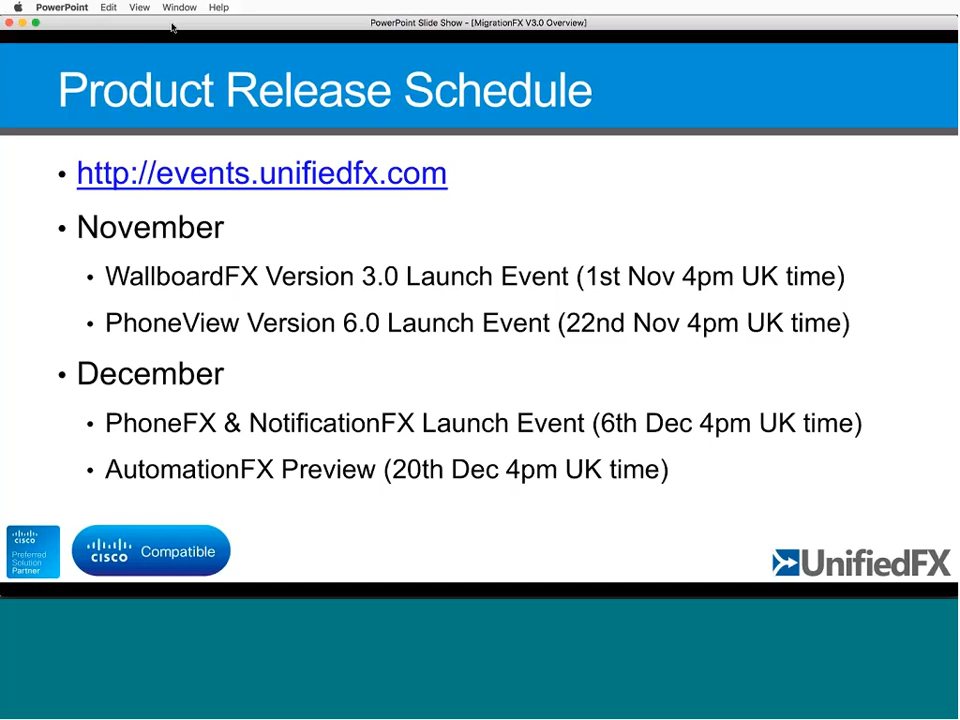 PowerPoint Edit View Window Help
PowerPoint Slide Show - [MigrationFX V3.0 Overview]
Product Release Schedule
• http://events.unifiedfx.com
• November
• WallboardFX Version 3.0 Launch Event (1st Nov 4pm UK time)
• PhoneView Version 6.0 Launch Event (22nd Nov 4pm UK time)
• December
• PhoneFX & NotificationFX Launch Event (6th Dec 4pm UK time)
• AutomationFX Preview (20th Dec 4pm UK time)
CISCO
Preferred
Solution
Partner
CISCO Compatible
UnifiedFX